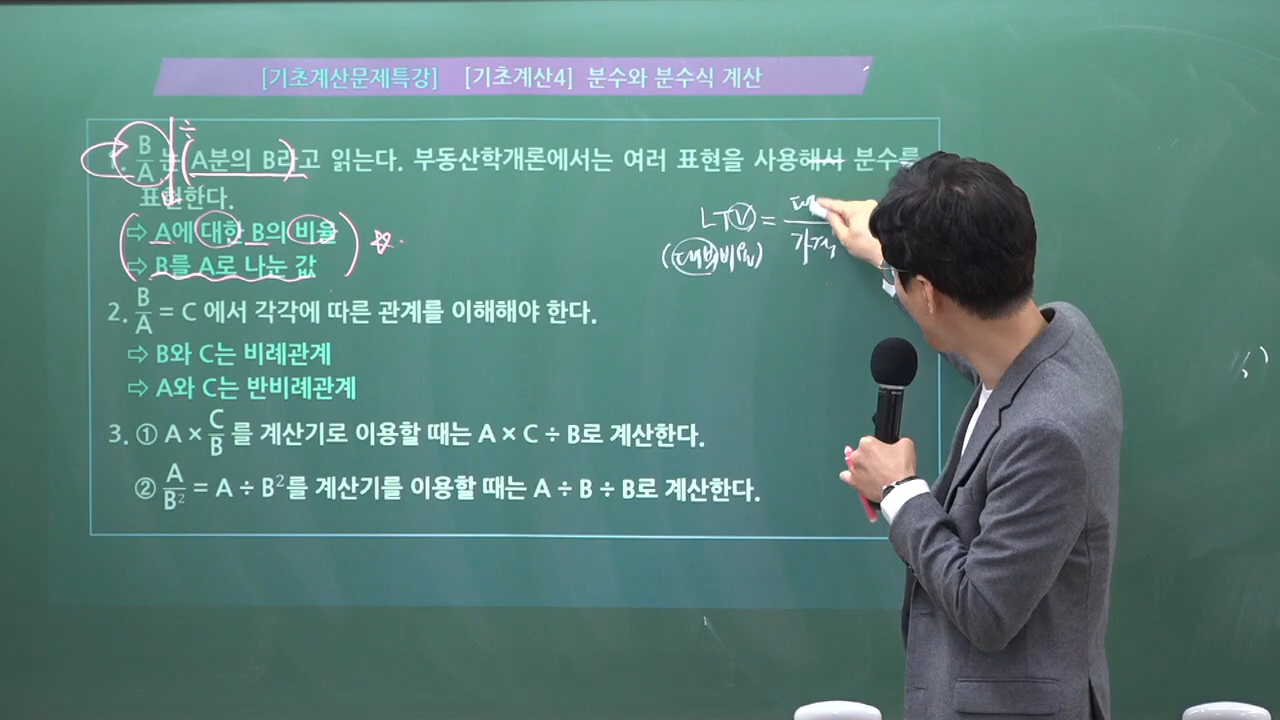 [기초계산문제특강] [기초계산4] 분수와 분수식 계산
1. B/A 는 (A분의 B라)고 읽는다. 부동산학개론에서는 여러 표현을 사용해서 분수를
÷
표현한다.
⇨ A에 대한 B의 비율
⇨ B를 A로 나눈 값
LTV = 대/가격
(대부비율)
2. B/A = C 에서 각각에 따른 관계를 이해해야 한다.
⇨ B와 C는 비례관계
⇨ A와 C는 반비례관계
3. ① A × C/B 를 계산기로 이용할 때는 A × C ÷ B로 계산한다.
② A/B² = A ÷ B²를 계산기를 이용할 때는 A ÷ B ÷ B로 계산한다.